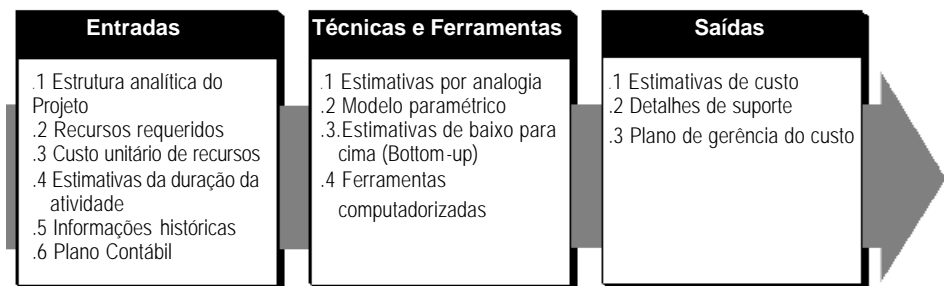 Entradas
.1 Estrutura analítica do
Projeto
.2 Recursos requeridos
.3 Custo unitário de recursos
.4 Estimativas da duração da
atividade
.5 Informações históricas
.6 Plano Contábil
Técnicas e Ferramentas
.1 Estimativas por analogia
.2 Modelo paramétrico
.3.Estimativas de baixo para
cima (Bottom-up)
.4 Ferramentas
computadorizadas
Saídas
.1 Estimativas de custo
.2 Detalhes de suporte
.3 Plano de gerência do custo